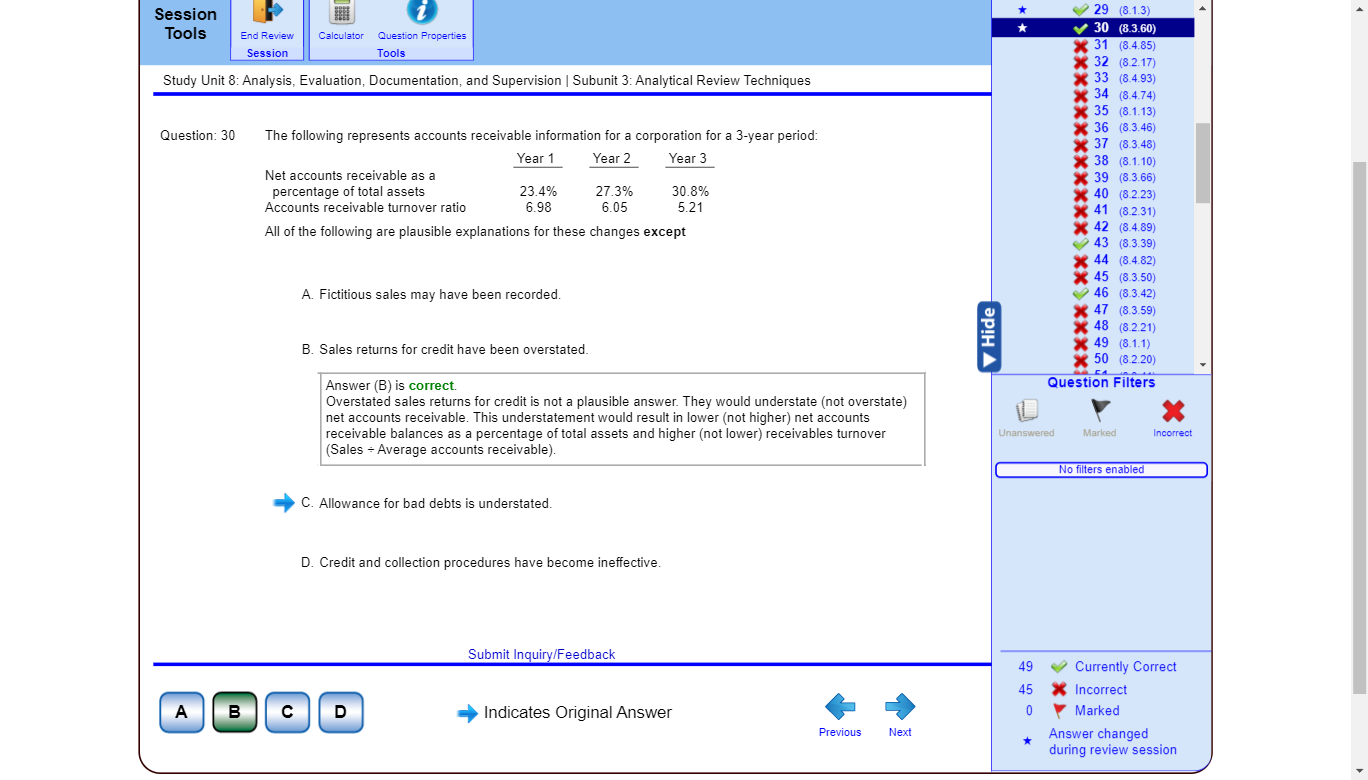 Session
Tools
End Review
Session
Calculator
Question Properties
Tools
Study Unit 8: Analysis, Evaluation, Documentation, and Supervision | Subunit 3: Analytical Review Techniques
Question: 30
The following represents accounts receivable information for a corporation for a 3-year period:
Year 1 Year 2 Year 3
Net accounts receivable as a
percentage of total assets 23.4% 27.3% 30.8%
Accounts receivable turnover ratio 6.98 6.05 5.21
All of the following are plausible explanations for these changes except
A. Fictitious sales may have been recorded.
B. Sales returns for credit have been overstated.
Answer (B) is correct.
Overstated sales returns for credit is not a plausible answer. They would understate (not overstate)
net accounts receivable. This understatement would result in lower (not higher) net accounts
receivable balances as a percentage of total assets and higher (not lower) receivables turnover
(Sales ÷ Average accounts receivable).
C. Allowance for bad debts is understated.
D. Credit and collection procedures have become ineffective.
Submit Inquiry/Feedback
A B C D
Indicates Original Answer
Previous
Next
29 (8.1.3)
30 (8.3.60)
31 (8.4.85)
32 (8.2.17)
33 (8.4.93)
34 (8.4.74)
35 (8.1.13)
36 (8.3.46)
37 (8.3.48)
38 (8.1.10)
39 (8.3.66)
40 (8.2.23)
41 (8.2.31)
42 (8.4.89)
43 (8.3.39)
44 (8.4.82)
45 (8.3.50)
46 (8.3.42)
47 (8.3.59)
48 (8.2.21)
49 (8.1.1)
50 (8.2.20)
Hide
Question Filters
Unanswered
Marked
Incorrect
No filters enabled
49 Currently Correct
45 Incorrect
0 Marked
Answer changed
during review session